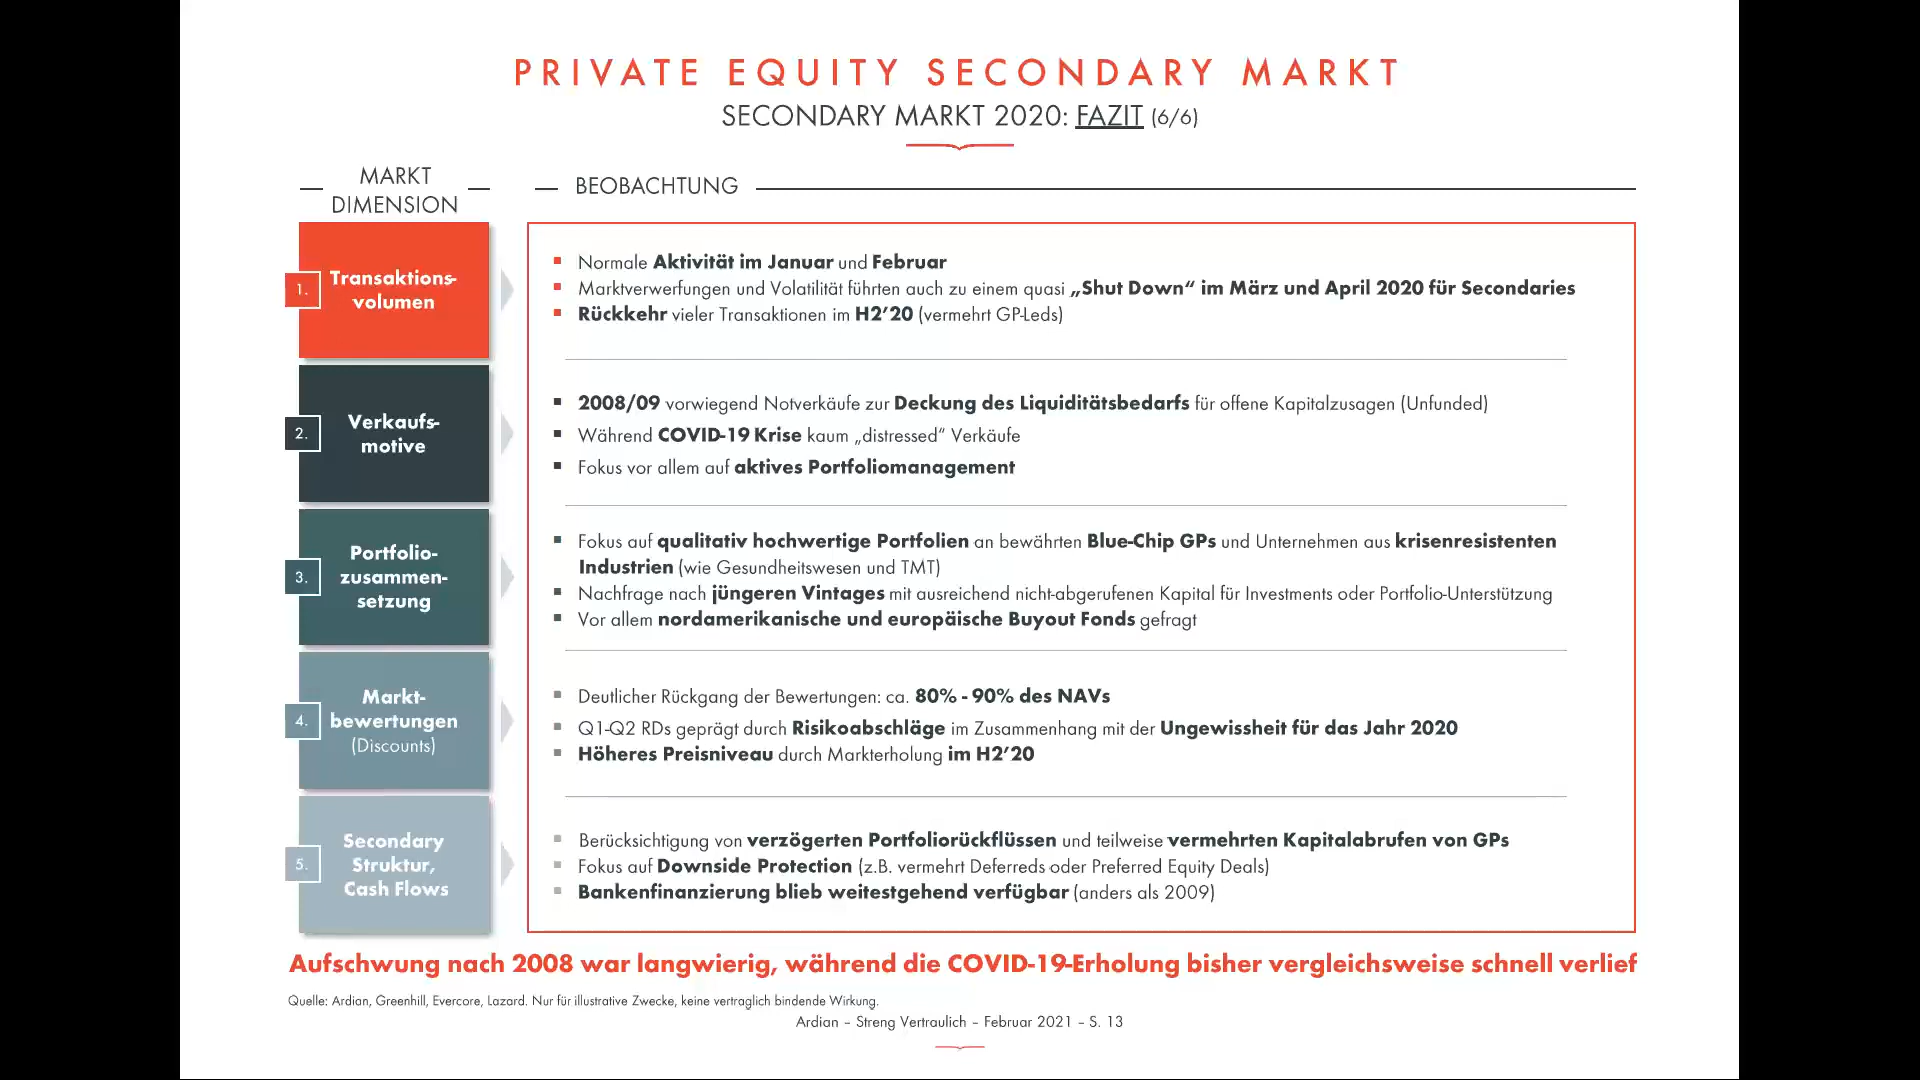 PRIVATE EQUITY SECONDARY MARKT
SECONDARY MARKT 2020: FAZIT (6/6)
MARKT
DIMENSION
BEOBACHTUNG
1.
Transaktions-
volumen
Normale Aktivität im Januar und Februar
Marktverwerfungen und Volatilität führten auch zu einem quasi „Shut Down“ im März und April 2020 für Secondaries
Rückkehr vieler Transaktionen im H2’20 (vermehrt GP-Leds)
2.
Verkaufs-
motive
2008/09 vorwiegend Notverkäufe zur Deckung des Liquiditätsbedarfs für offene Kapitalzusagen (Unfunded)
Während COVID-19 Krise kaum „distressed“ Verkäufe
Fokus vor allem auf aktives Portfoliomanagement
3.
Portfolio-
zusammen-
setzung
Fokus auf qualitativ hochwertige Portfolien an bewährten Blue-Chip GPs und Unternehmen aus krisenresistenten
Industrien (wie Gesundheitswesen und TMT)
Nachfrage nach jüngeren Vintages mit ausreichend nicht-abgerufenen Kapital für Investments oder Portfolio-Unterstützung
Vor allem nordamerikanische und europäische Buyout Fonds gefragt
4.
Markt-
bewertungen
(Discounts)
Deutlicher Rückgang der Bewertungen: ca. 80% - 90% des NAVs
Q1-Q2 RDs geprägt durch Risikoabschläge im Zusammenhang mit der Ungewissheit für das Jahr 2020
Höheres Preisniveau durch Markterholung im H2’20
5.
Secondary
Struktur,
Cash Flows
Berücksichtigung von verzögerten Portfoliorückflüssen und teilweise vermehrten Kapitalabrufen von GPs
Fokus auf Downside Protection (z.B. vermehrt Deferreds oder Preferred Equity Deals)
Bankenfinanzierung blieb weitestgehend verfügbar (anders als 2009)
Aufschwung nach 2008 war langwierig, während die COVID-19-Erholung bisher vergleichsweise schnell verlief
Quelle: Ardian, Greenhill, Evercore, Lazard. Nur für illustrative Zwecke, keine vertraglich bindende Wirkung.
Ardian – Streng Vertraulich – Februar 2021 – S. 13